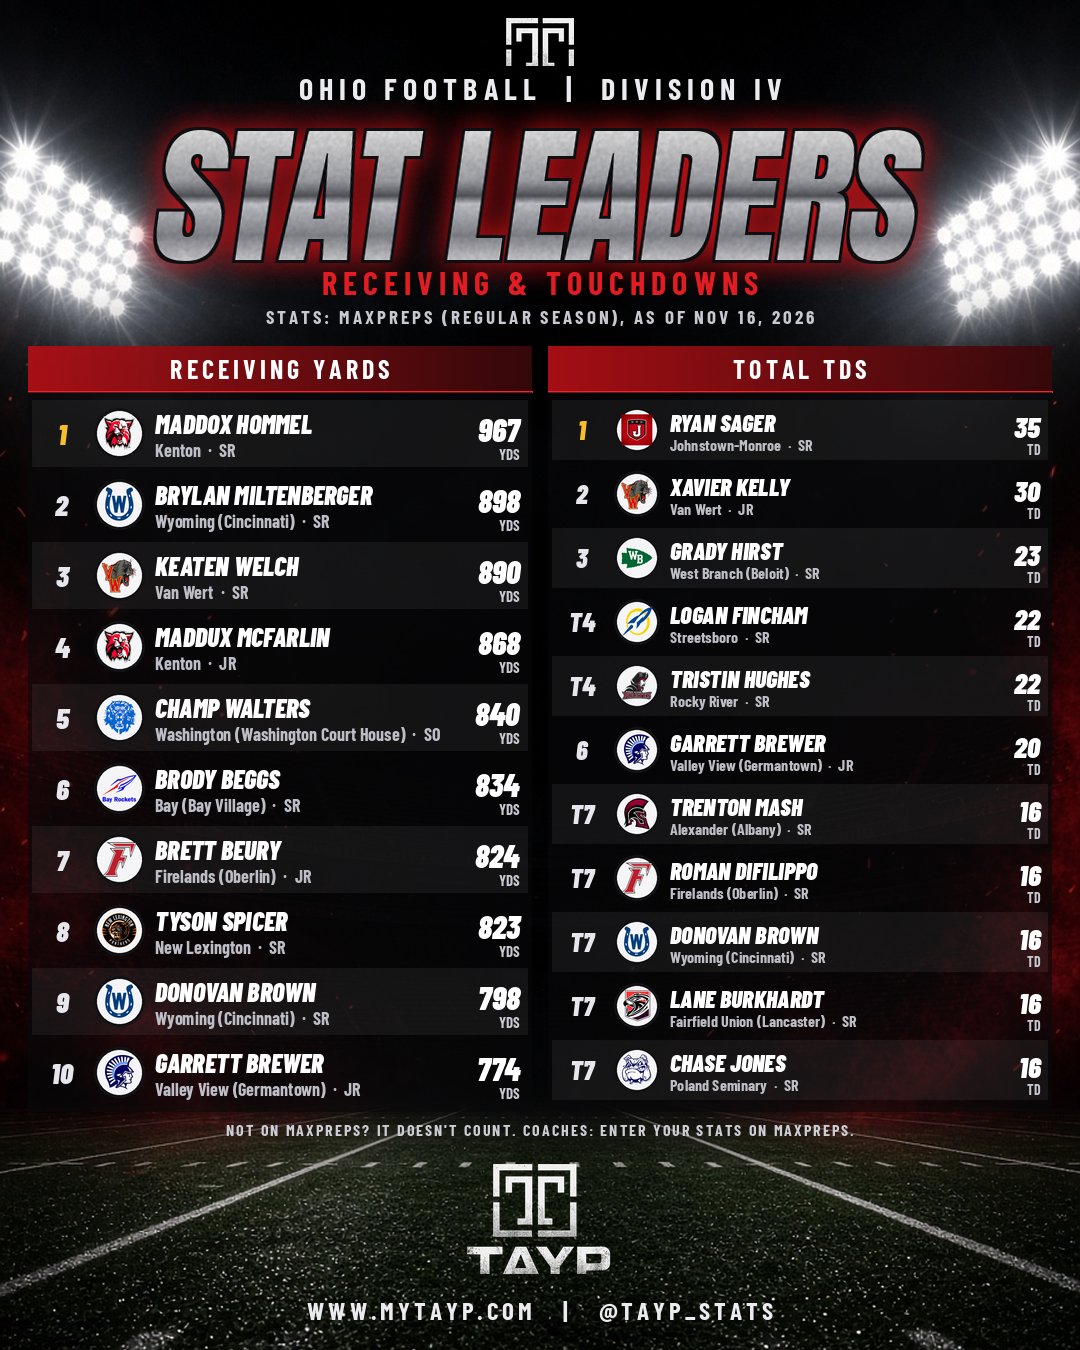 OHIO FOOTBALL | DIVISION IV
STAT LEADERS
RECEIVING & TOUCHDOWNS
STATS: MAXPREPS (REGULAR SEASON), AS OF NOV 16, 2026
RECEIVING YARDS
1 MADDOX HOMMEL 967
Kenton · SR YDS
2 BRYLAN MILTENBERGER 898
Wyoming (Cincinnati) · SR YDS
3 KEATEN WELCH 890
Van Wert · SR YDS
4 MADDUX MCFARLIN 868
Kenton · JR YDS
5 CHAMP WALTERS 840
Washington (Washington Court House) · SO YDS
6 BRODY BEGGS 834
Bay Rockets
Bay (Bay Village) · SR YDS
7 BRETT BEURY 824
Firelands (Oberlin) · JR YDS
8 TYSON SPICER 823
New Lexington · SR YDS
9 DONOVAN BROWN 798
Wyoming (Cincinnati) · SR YDS
10 GARRETT BREWER 774
Valley View (Germantown) · JR YDS
TOTAL TDS
1 RYAN SAGER 35
Johnstown-Monroe · SR TD
2 XAVIER KELLY 30
Van Wert · JR TD
3 GRADY HIRST 23
West Branch (Beloit) · SR TD
T4 LOGAN FINCHAM 22
Streetsboro · SR TD
T4 TRISTIN HUGHES 22
Rocky River · SR TD
6 GARRETT BREWER 20
Valley View (Germantown) · JR TD
T7 TRENTON MASH 16
Alexander (Albany) · SR TD
T7 ROMAN DIFILIPPO 16
Firelands (Oberlin) · SR TD
T7 DONOVAN BROWN 16
Wyoming (Cincinnati) · SR TD
T7 LANE BURKHARDT 16
Fairfield Union (Lancaster) · SR TD
T7 CHASE JONES 16
Poland Seminary · SR TD
NOT ON MAXPREPS? IT DOESN'T COUNT. COACHES: ENTER YOUR STATS ON MAXPREPS.
TAYP
WWW.MYTAYP.COM | @TAYP_STATS